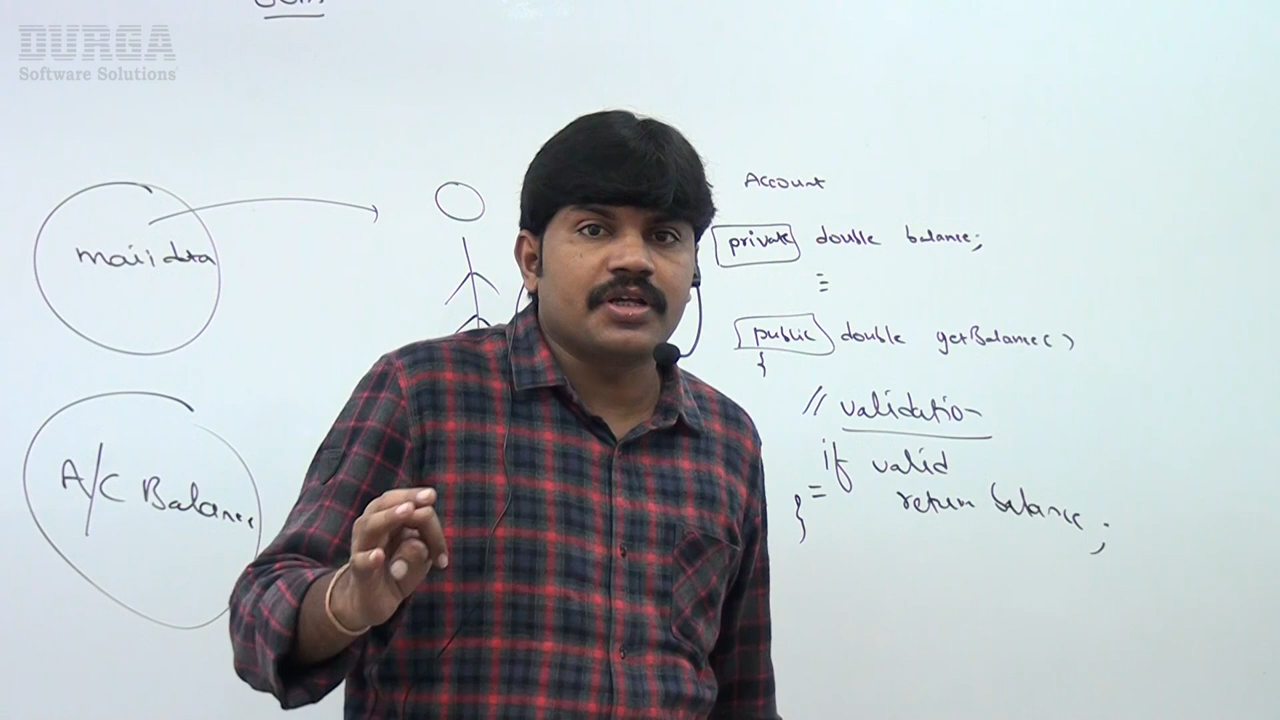 DURGA
Software Solutions
mail data
A/C Balance
Account
private double balance;
public double getBalance()
{
// validation
if valid
return balance;
}